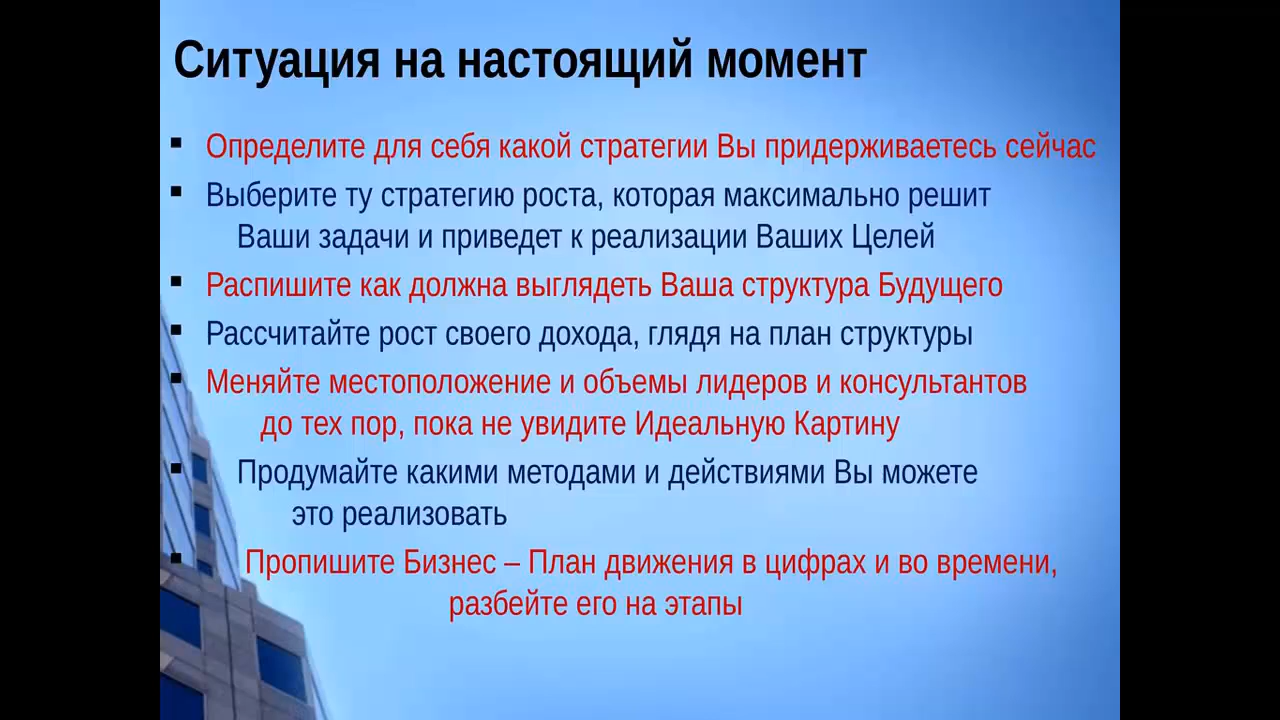 Ситуация на настоящий момент
▪ Определите для себя какой стратегии Вы придерживаетесь сейчас
▪ Выберите ту стратегию роста, которая максимально решит
Ваши задачи и приведет к реализации Ваших Целей
▪ Распишите как должна выглядеть Ваша структура Будущего
▪ Рассчитайте рост своего дохода, глядя на план структуры
▪ Меняйте местоположение и объемы лидеров и консультантов
до тех пор, пока не увидите Идеальную Картину
▪ Продумайте какими методами и действиями Вы можете
это реализовать
▪ Пропишите Бизнес – План движения в цифрах и во времени,
разбейте его на этапы